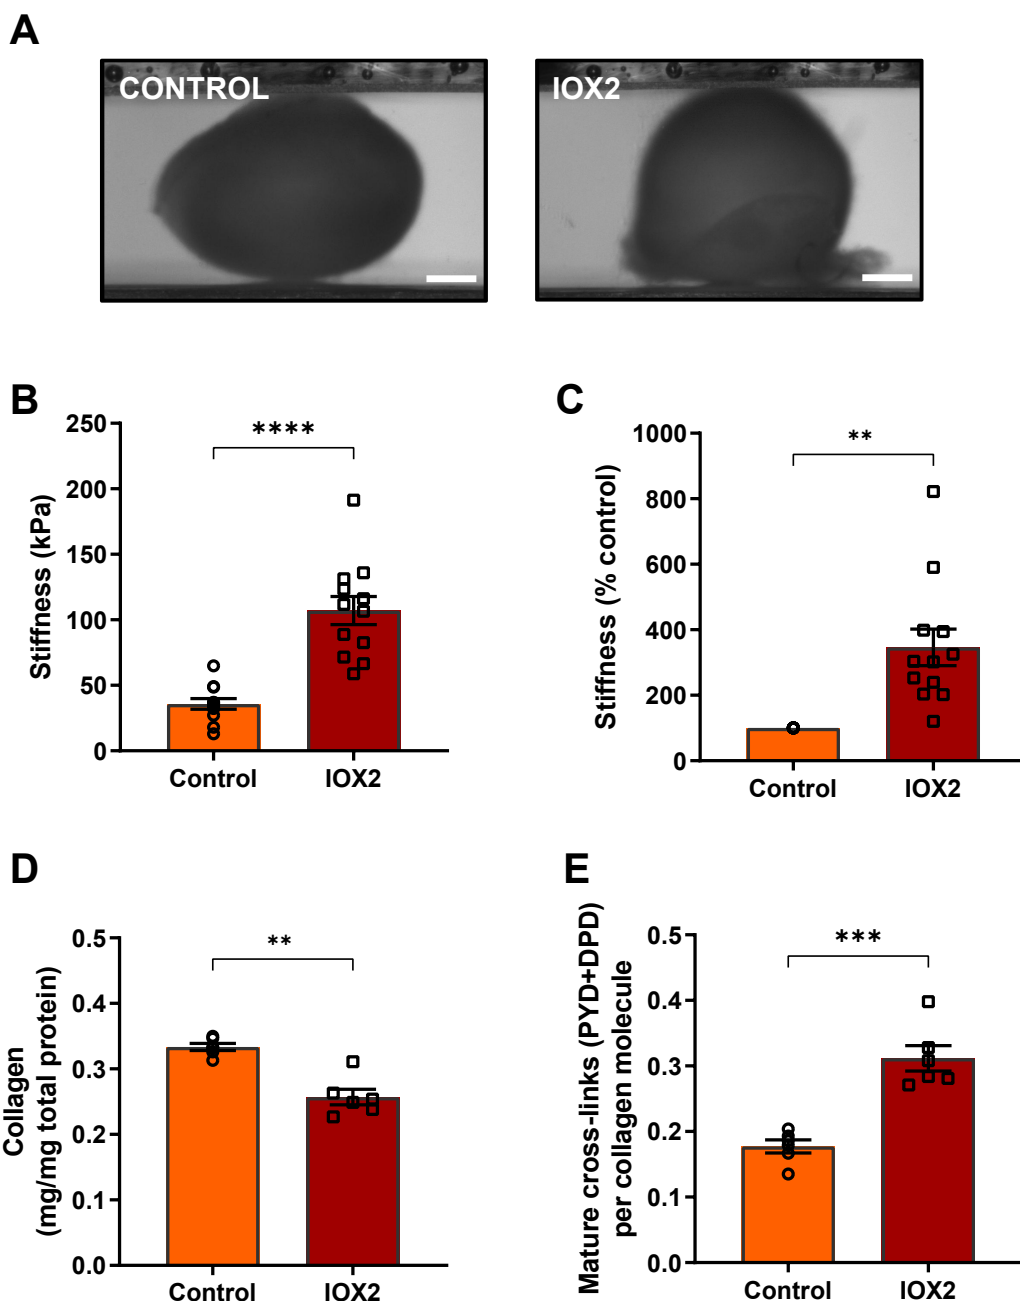 A
CONTROL
IOX2
B
Stiffness (kPa)
250
200
150
100
50
0
****
Control
IOX2
C
Stiffness (% control)
1000
800
600
400
200
0
**
Control
IOX2
D
Collagen
(mg/mg total protein)
0.5
0.4
0.3
0.2
0.1
0.0
**
Control
IOX2
E
Mature cross-links (PYD+DPD)
per collagen molecule
0.5
0.4
0.3
0.2
0.1
0.0
***
Control
IOX2